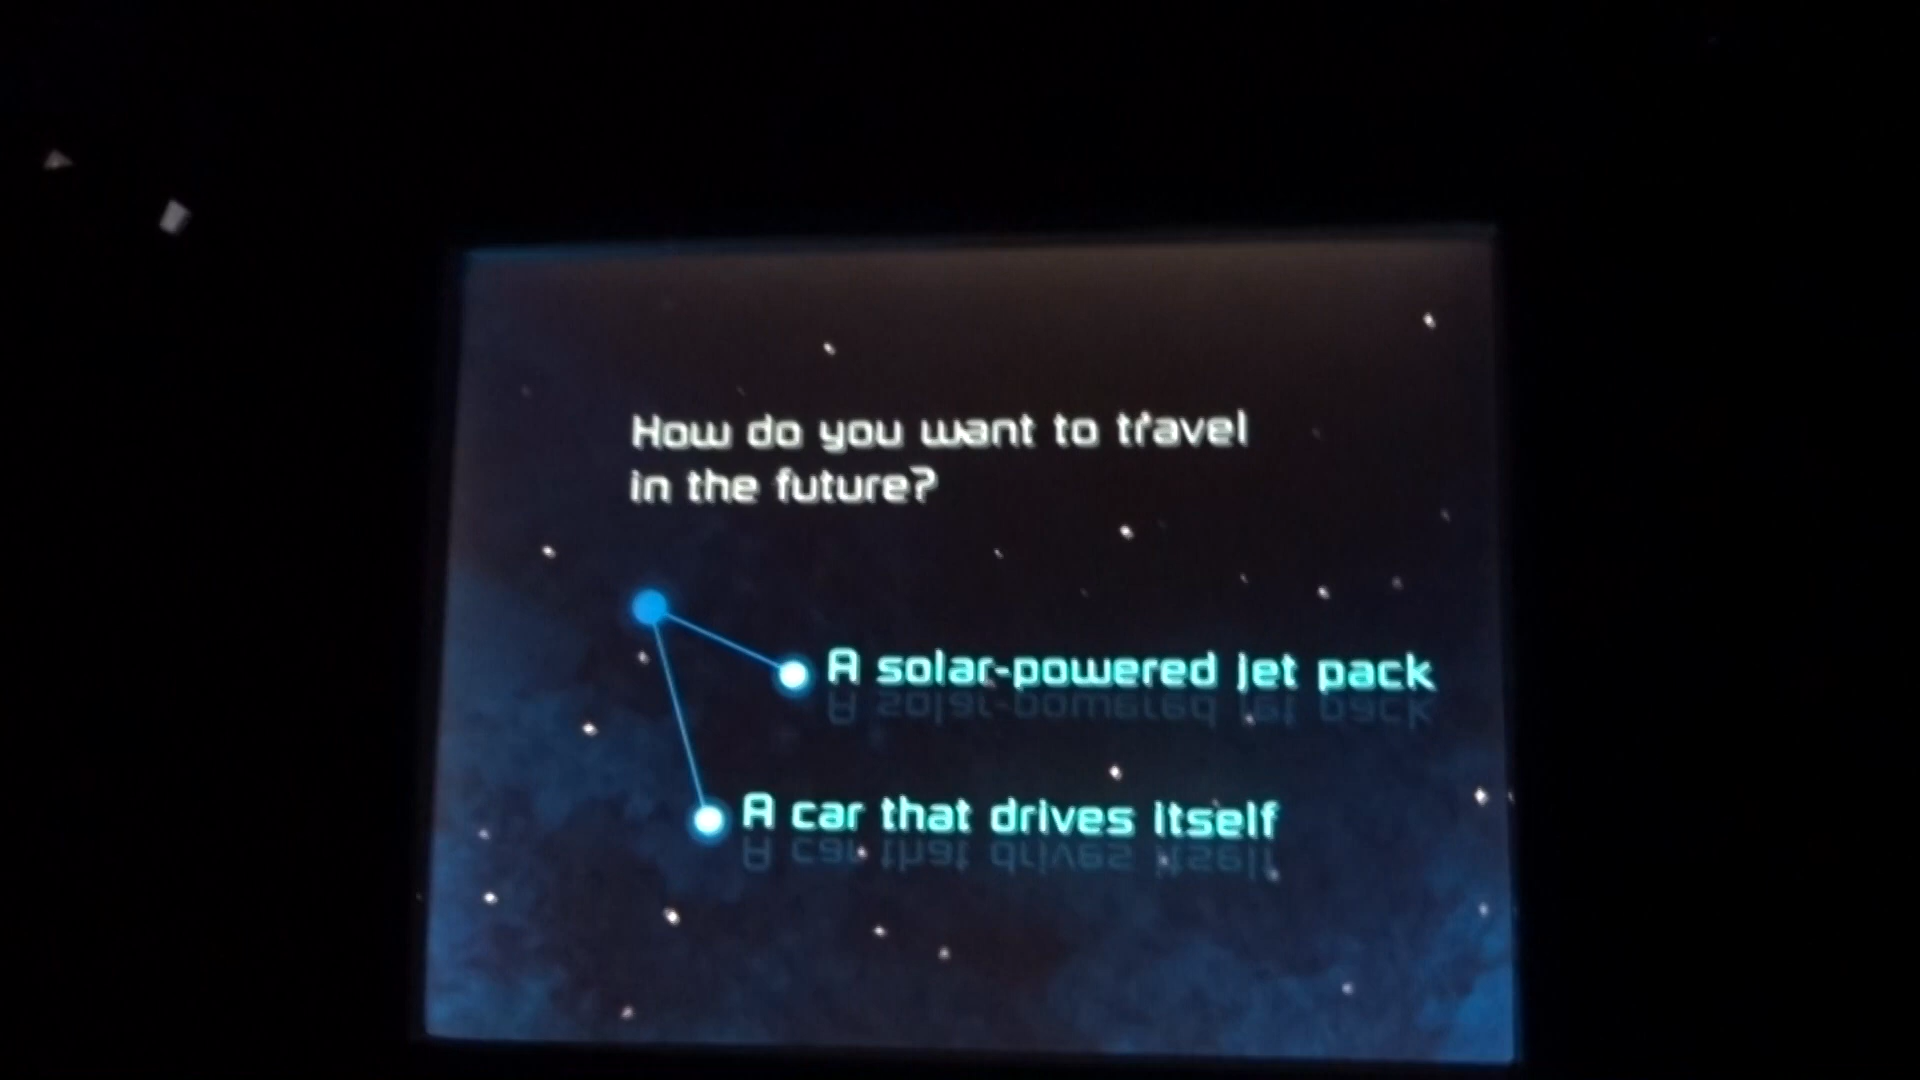 How do you want to travel
in the future?
A solar-powered jet pack
A car that drives itself